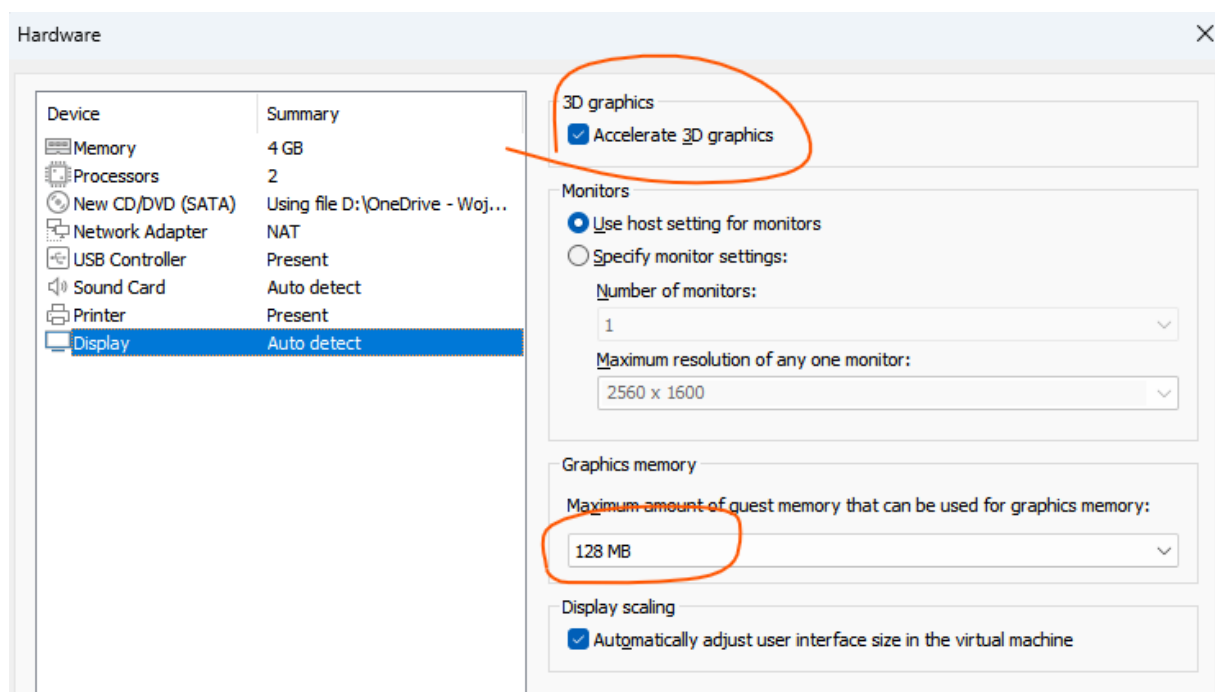 Hardware
Device Summary
Memory 4 GB
Processors 2
New CD/DVD (SATA) Using file D:\OneDrive - Woj...
Network Adapter NAT
USB Controller Present
Sound Card Auto detect
Printer Present
Display Auto detect
3D graphics
Accelerate 3D graphics
Monitors
Use host setting for monitors
Specify monitor settings:
Number of monitors:
1
Maximum resolution of any one monitor:
2560 x 1600
Graphics memory
Maximum amount of guest memory that can be used for graphics memory:
128 MB
Display scaling
Automatically adjust user interface size in the virtual machine